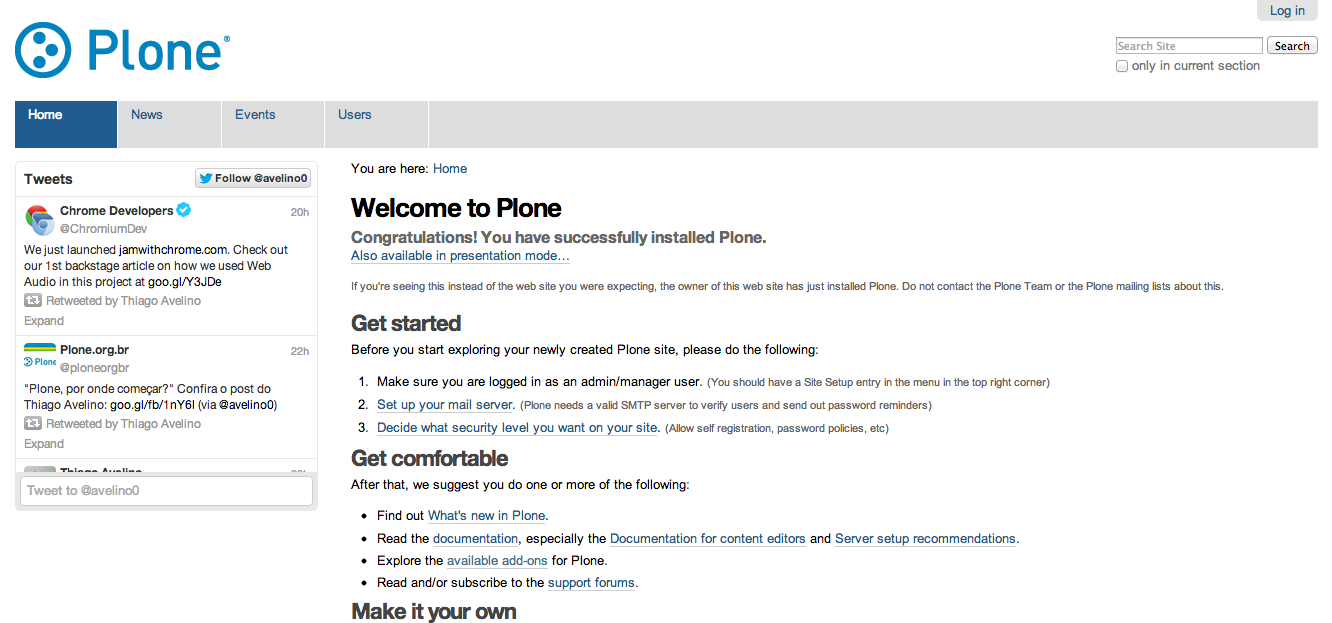 Log in
Plone®
Search Site
Search
only in current section
Home
News
Events
Users
Tweets
Follow @avelino0
Chrome Developers
20h
@ChromiumDev
We just launched jamwithchrome.com. Check out
our 1st backstage article on how we used Web
Audio in this project at goo.gl/Y3JDe
Retweeted by Thiago Avelino
Expand
Plone
Plone.org.br
22h
@ploneorgbr
"Plone, por onde começar?" Confira o post do
Thiago Avelino: goo.gl/fb/1nY6l (via @avelino0)
Retweeted by Thiago Avelino
Expand
Thiago Avelino
Tweet to @avelino0
You are here: Home
Welcome to Plone
Congratulations! You have successfully installed Plone.
Also available in presentation mode…
If you're seeing this instead of the web site you were expecting, the owner of this web site has just installed Plone. Do not contact the Plone Team or the Plone mailing lists about this.
Get started
Before you start exploring your newly created Plone site, please do the following:
1. Make sure you are logged in as an admin/manager user. (You should have a Site Setup entry in the menu in the top right corner)
2. Set up your mail server. (Plone needs a valid SMTP server to verify users and send out password reminders)
3. Decide what security level you want on your site. (Allow self registration, password policies, etc)
Get comfortable
After that, we suggest you do one or more of the following:
• Find out What's new in Plone.
• Read the documentation, especially the Documentation for content editors and Server setup recommendations.
• Explore the available add-ons for Plone.
• Read and/or subscribe to the support forums.
Make it your own